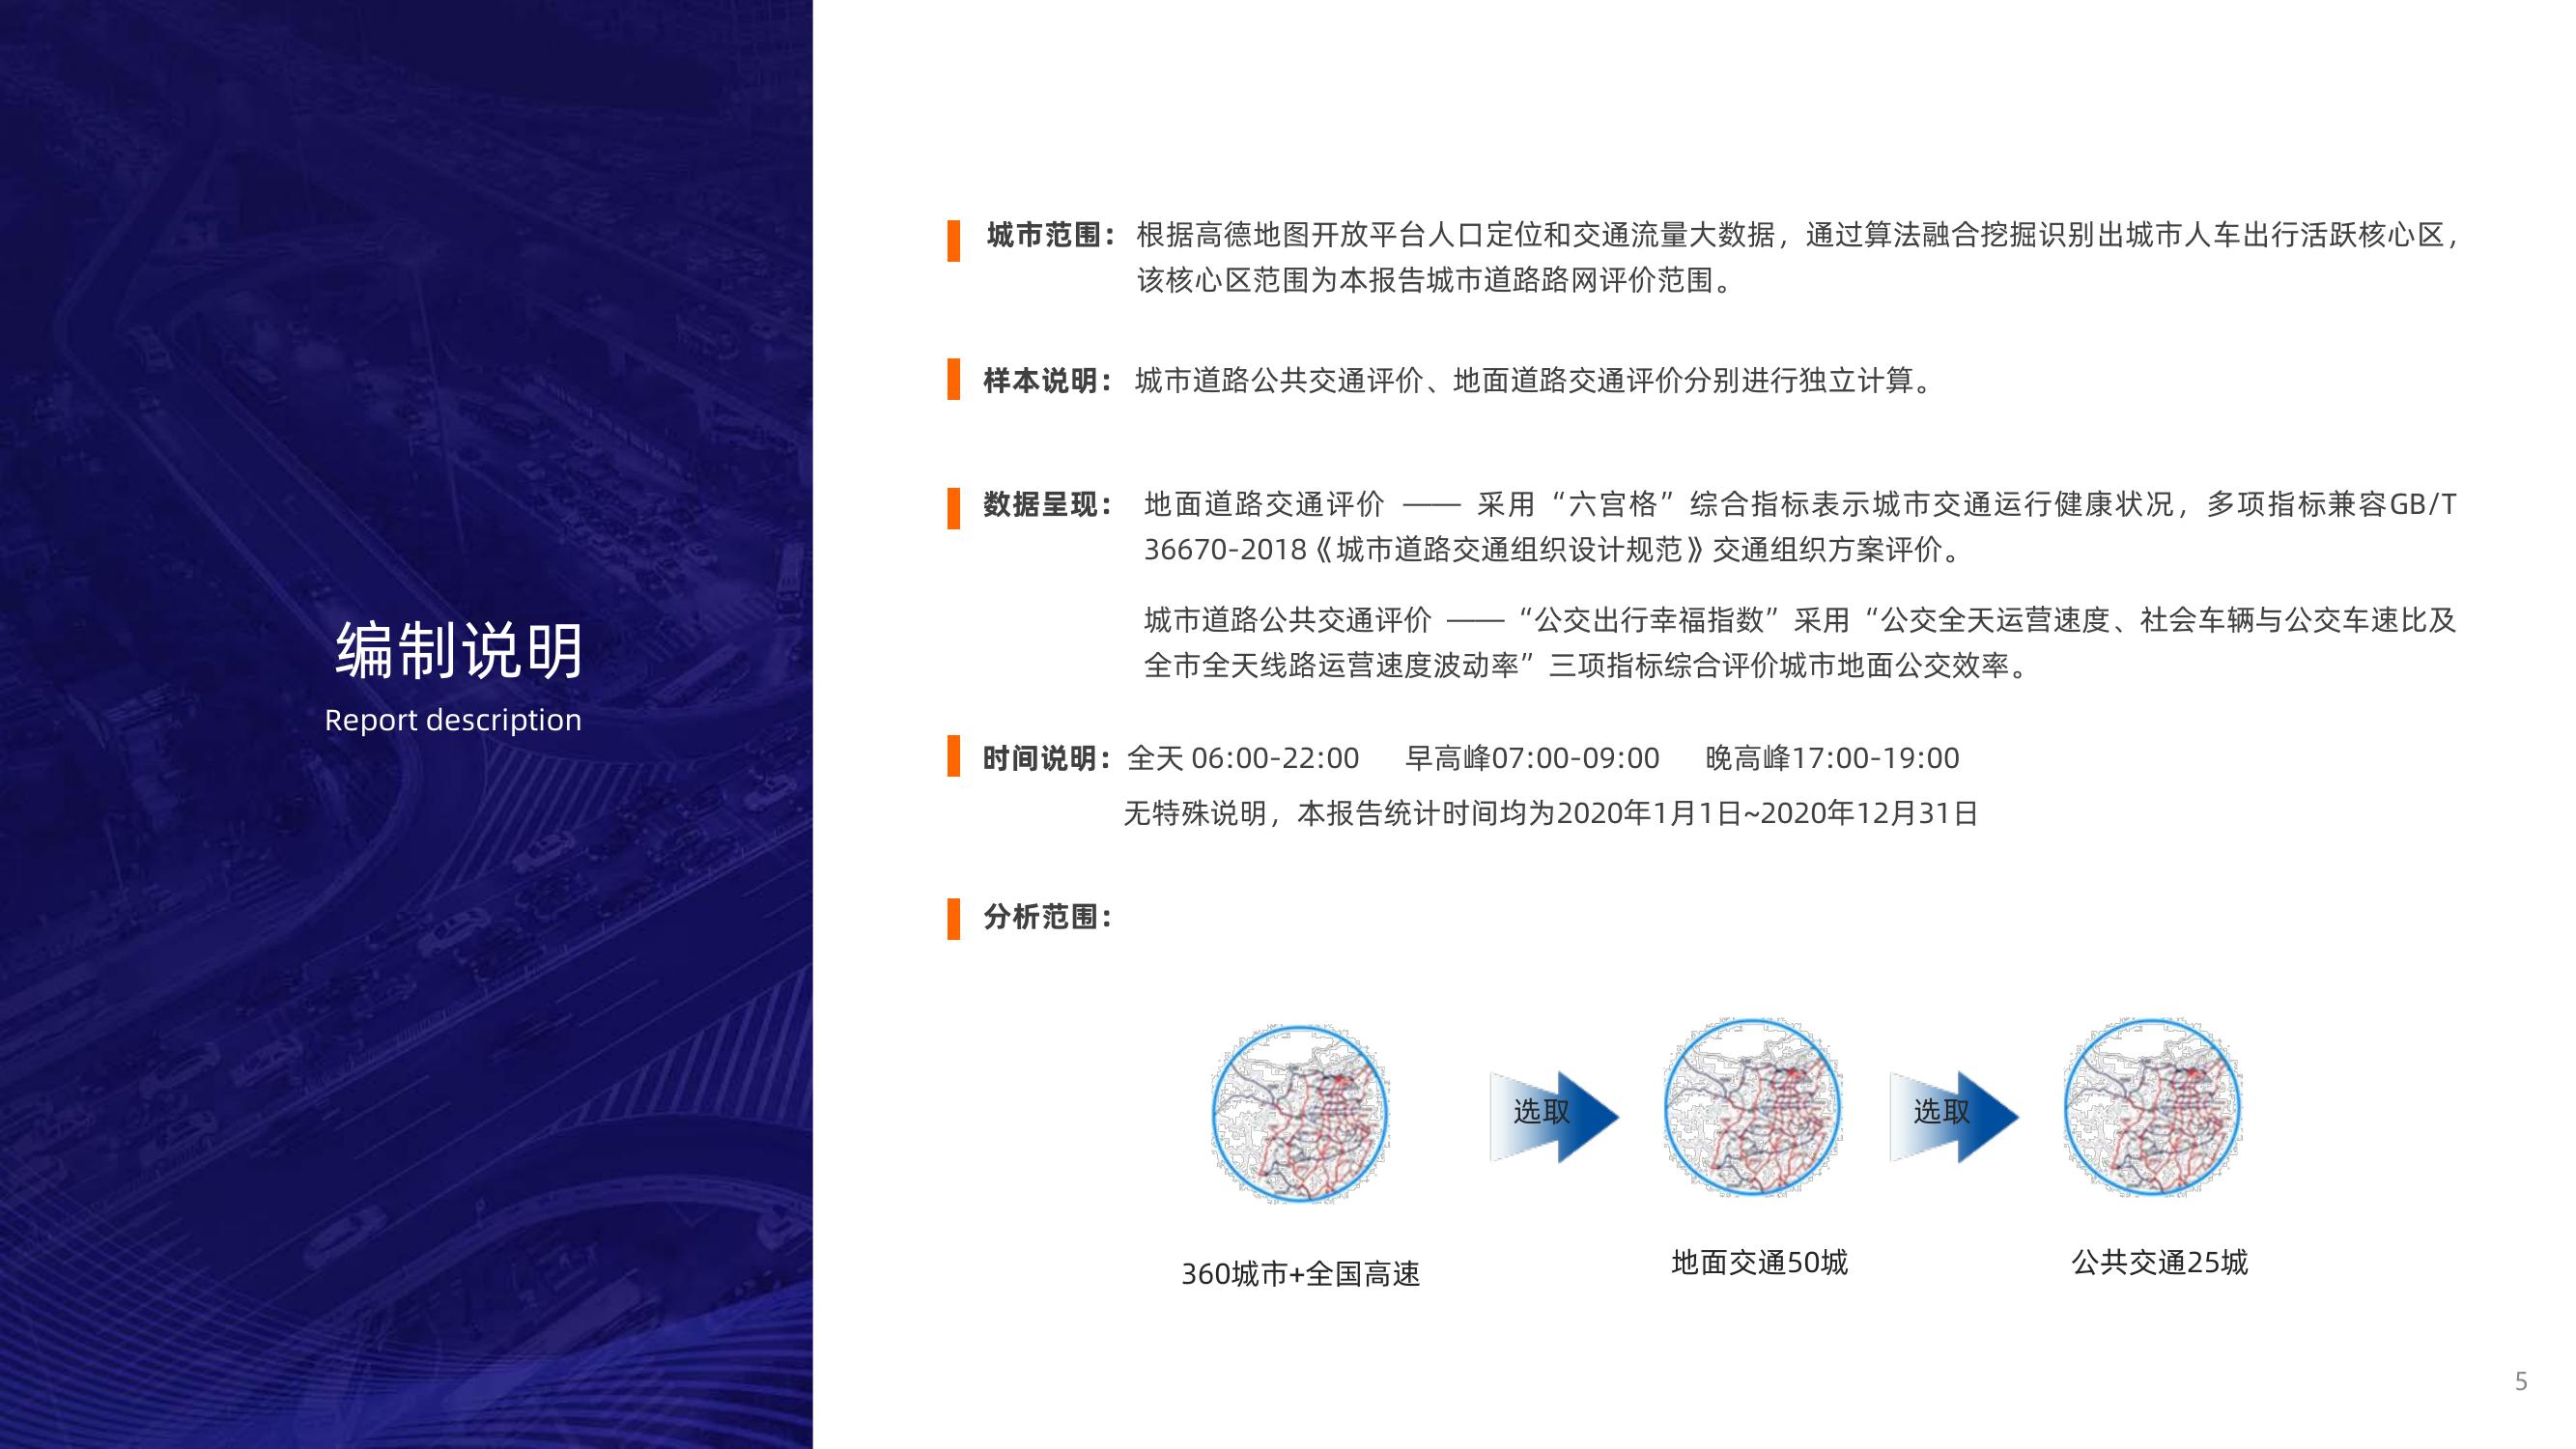 编制说明
Report description
城市范围：根据高德地图开放平台人口定位和交通流量大数据，通过算法融合挖掘识别出城市人车出行活跃核心区，
该核心区范围为本报告城市道路路网评价范围。
样本说明：城市道路公共交通评价、地面道路交通评价分别进行独立计算。
数据呈现：地面道路交通评价 —— 采用“六宫格”综合指标表示城市交通运行健康状况，多项指标兼容GB/T
36670-2018《城市道路交通组织设计规范》交通组织方案评价。
城市道路公共交通评价 ——“公交出行幸福指数”采用“公交全天运营速度、社会车辆与公交车速比及
全市全天线路运营速度波动率”三项指标综合评价城市地面公交效率。
时间说明：全天 06:00-22:00 早高峰07:00-09:00 晚高峰17:00-19:00
无特殊说明，本报告统计时间均为2020年1月1日~2020年12月31日
分析范围：
选取
选取
360城市+全国高速
地面交通50城
公共交通25城
5